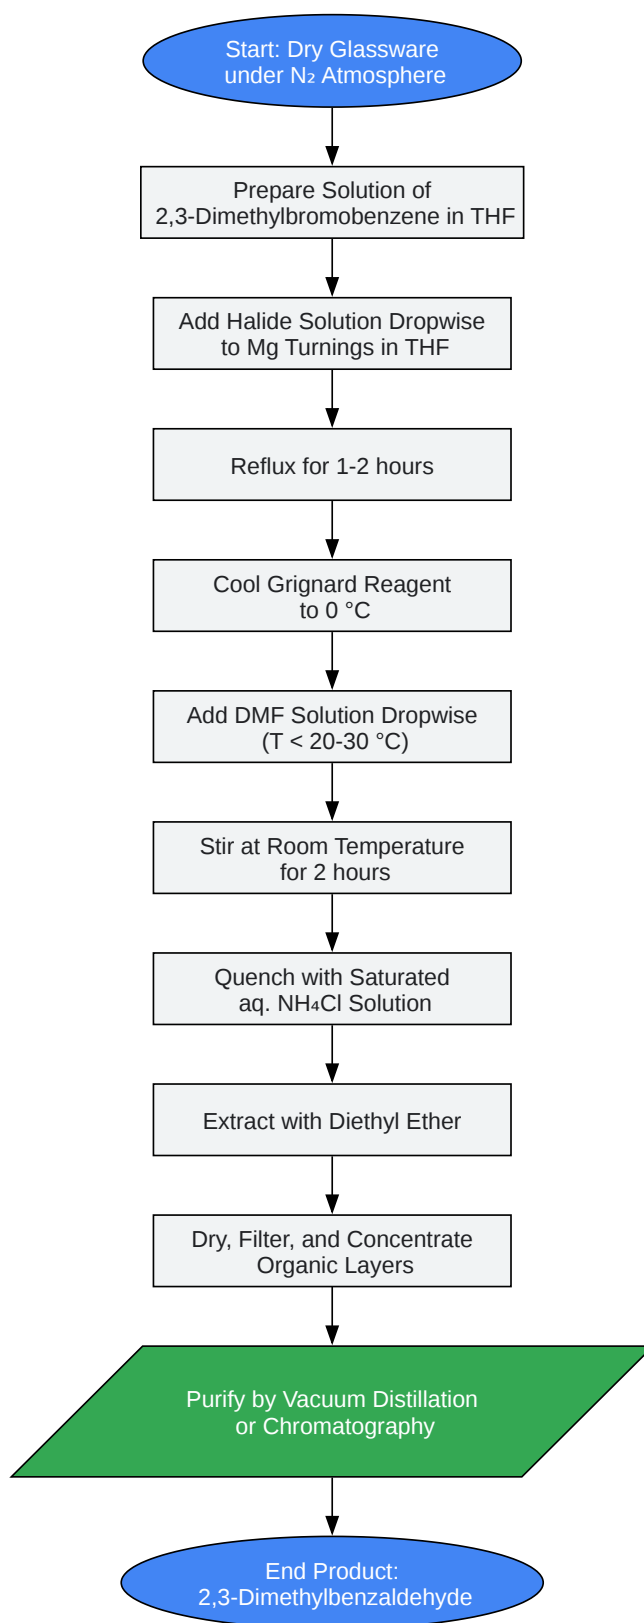 Start: Dry Glassware
under N₂ Atmosphere
Prepare Solution of
2,3-Dimethylbromobenzene in THF
Add Halide Solution Dropwise
to Mg Turnings in THF
Reflux for 1-2 hours
Cool Grignard Reagent
to 0 °C
Add DMF Solution Dropwise
(T < 20-30 °C)
Stir at Room Temperature
for 2 hours
Quench with Saturated
aq. NH₄Cl Solution
Extract with Diethyl Ether
Dry, Filter, and Concentrate
Organic Layers
Purify by Vacuum Distillation
or Chromatography
End Product:
2,3-Dimethylbenzaldehyde